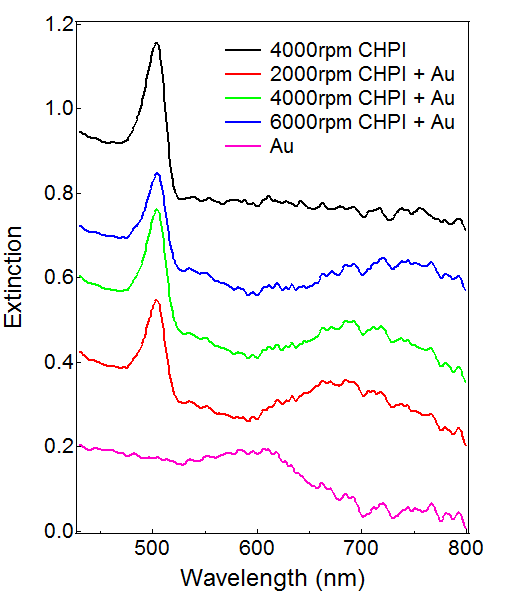 1.2
1.0
0.8
0.6
0.4
0.2
0.0
Extinction
4000rpm CHPI
2000rpm CHPI + Au
4000rpm CHPI + Au
6000rpm CHPI + Au
Au
500 600 700 800
Wavelength (nm)